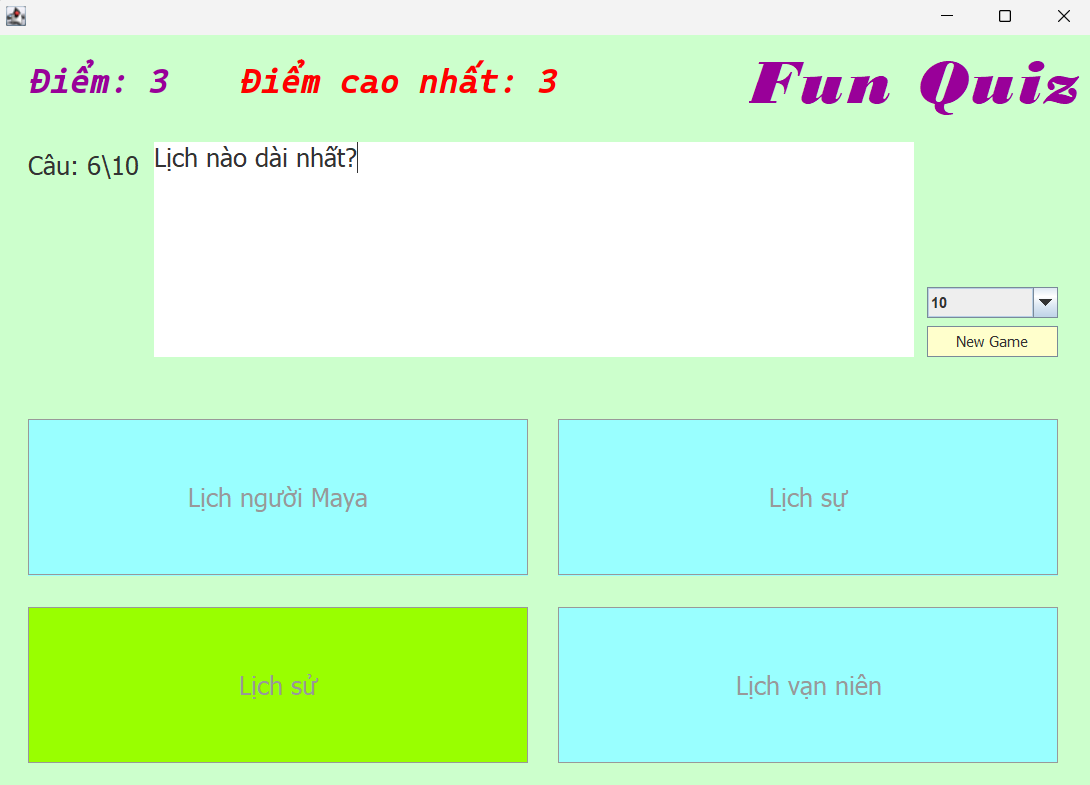 Điểm: 3
Điểm cao nhất: 3
Fun Quiz
Câu: 6\10
Lịch nào dài nhất?
10
New Game
Lịch người Maya
Lịch sự
Lịch sử
Lịch vạn niên